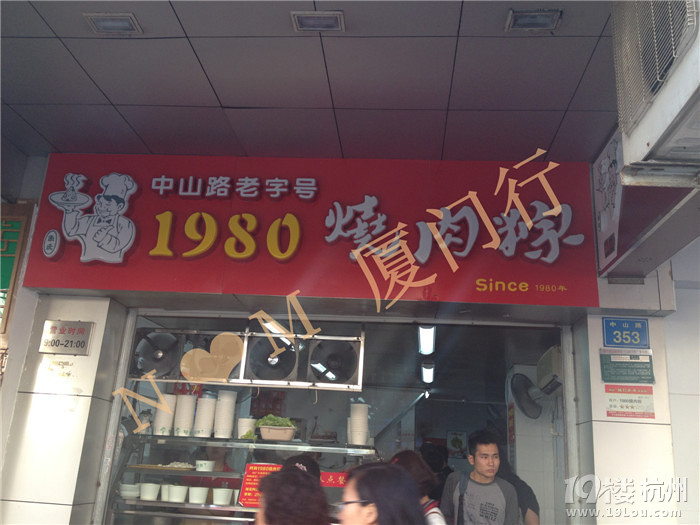 中山路老字号
1980 燒肉粽
Since 1980年
N M 厦门行
营业时间
9:00-21:00
中山路
353
19楼杭州
www.19lou.com